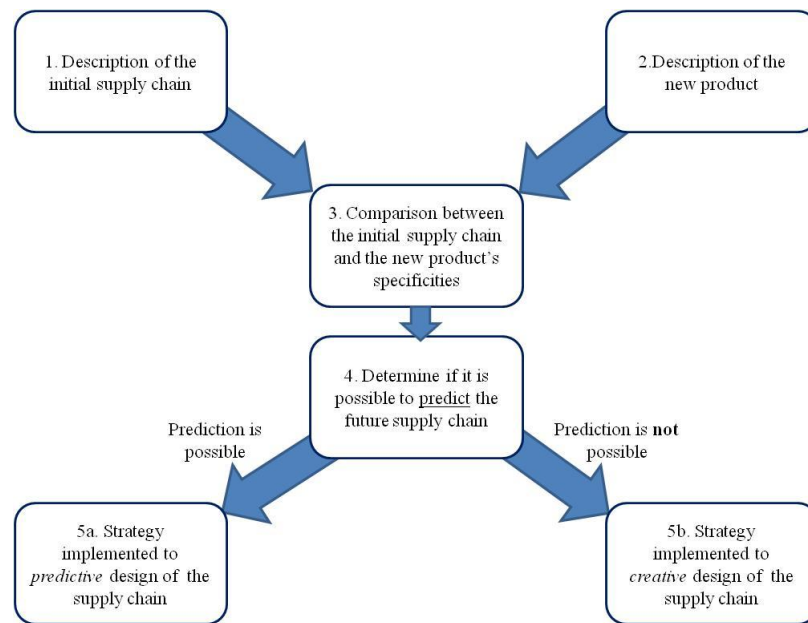 1. Description of the
initial supply chain
2.Description of the
new product
3. Comparison between
the initial supply chain
and the new product’s
specificities
4. Determine if it is
possible to predict the
future supply chain
Prediction is
possible
Prediction is not
possible
5a. Strategy
implemented to
predictive design of the
supply chain
5b. Strategy
implemented to
creative design of the
supply chain